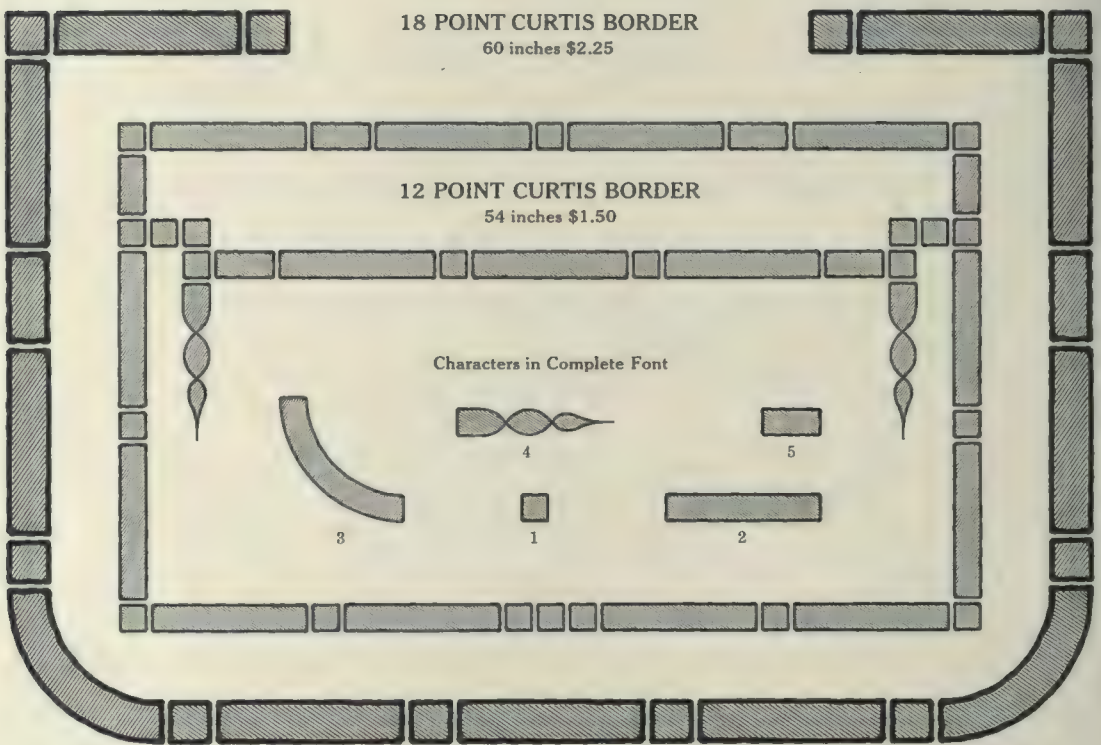 18 POINT CURTIS BORDER
60 inches $2.25
12 POINT CURTIS BORDER
54 inches $1.50
Characters in Complete Font
4
5
3
1
2